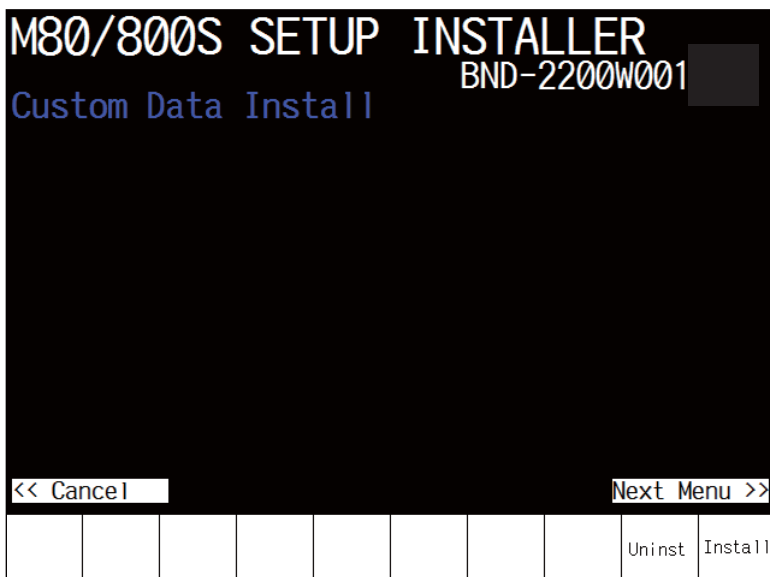 M80/800S SETUP INSTALLER
BND-2200W001
Custom Data Install
<< Cancel
Next Menu >>
Uninst
Install